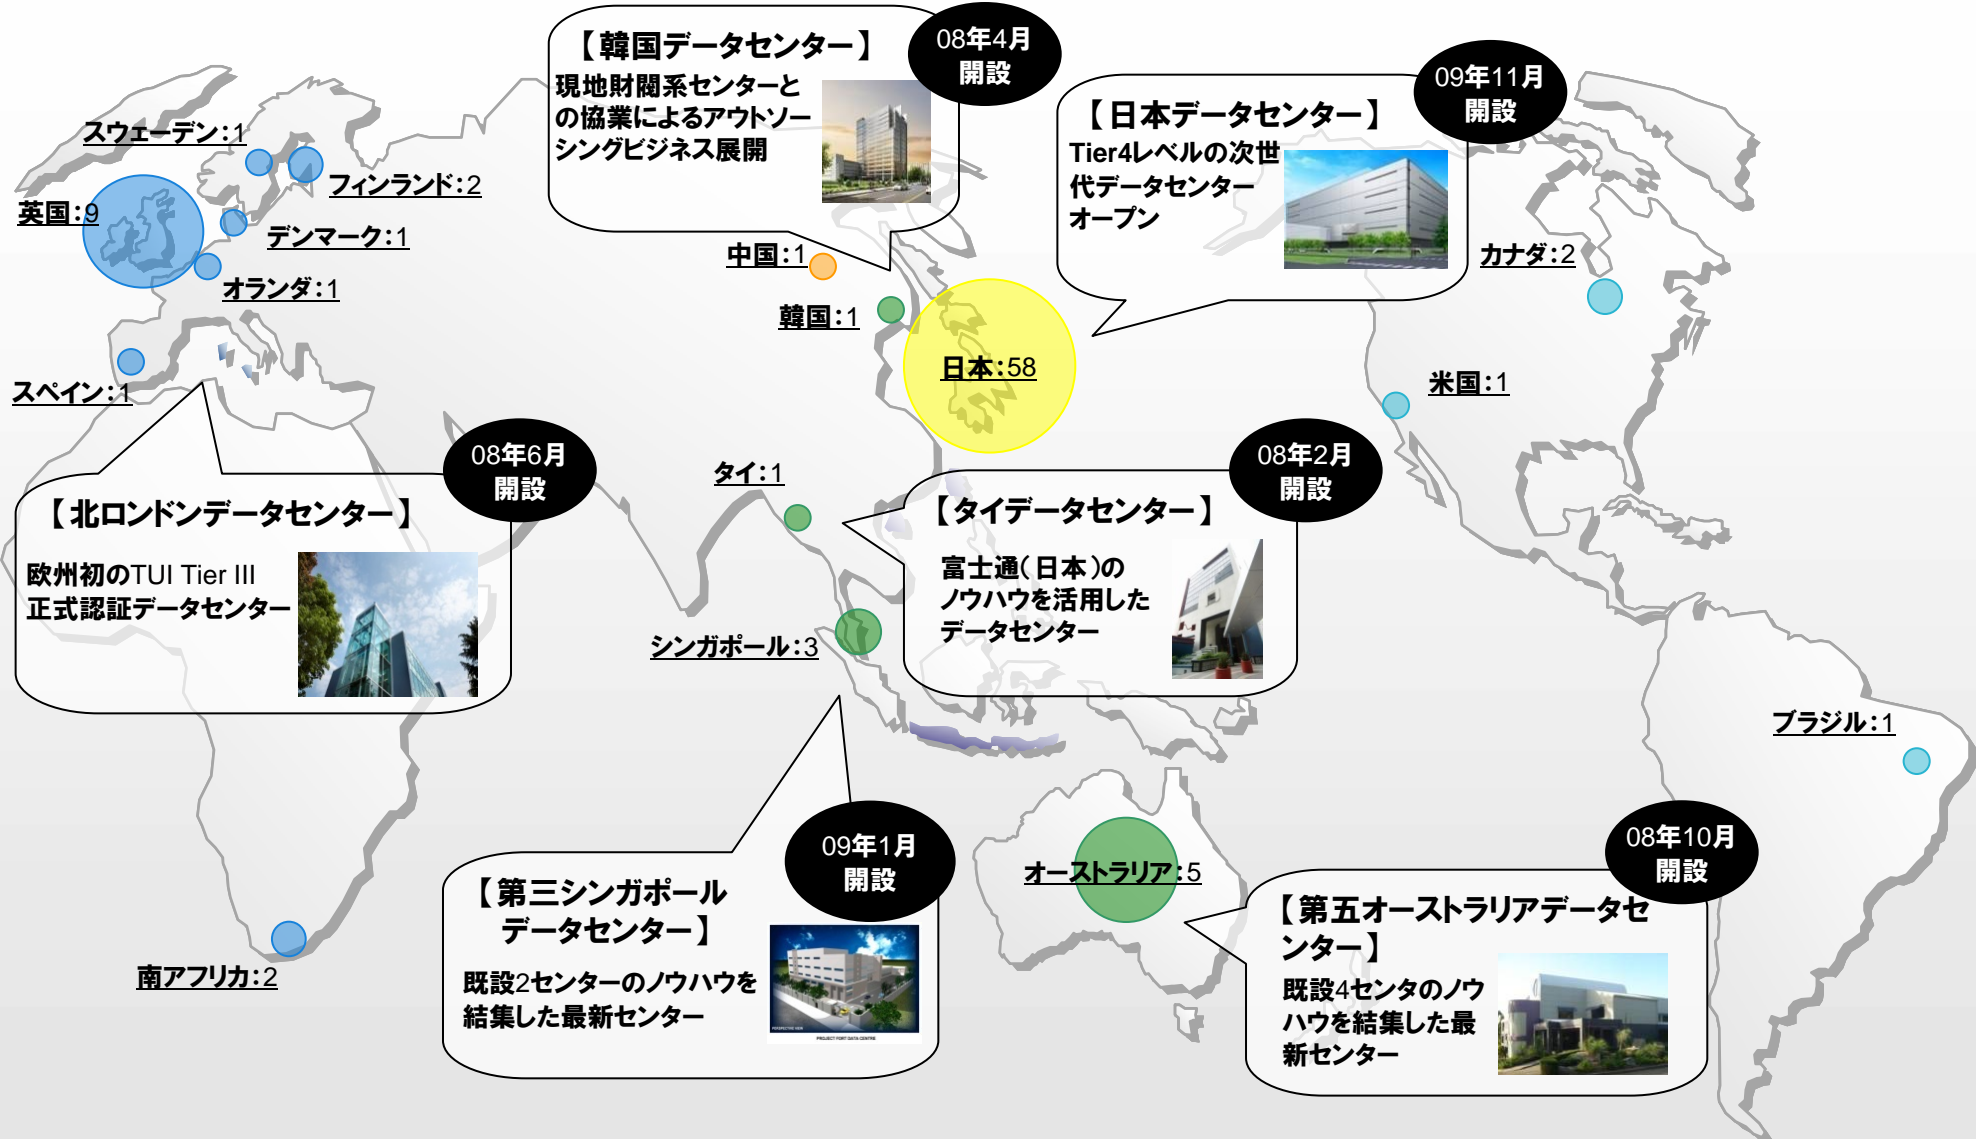 【韓国データセンター】
現地財閥系センターと
の協業によるアウトソー
シングビジネス展開
08年4月
開設
【日本データセンター】
Tier4レベルの次世
代データセンター
オープン
09年11月
開設
スウェーデン：1
フィンランド：2
英国：9
デンマーク：1
オランダ：1
スペイン：1
中国：1
韓国：1
日本：58
カナダ：2
米国：1
【北ロンドンデータセンター】
欧州初のTUI Tier III
正式認証データセンター
08年6月
開設
タイ：1
【タイデータセンター】
富士通（日本）の
ノウハウを活用した
データセンター
08年2月
開設
シンガポール：3
ブラジル：1
南アフリカ：2
【第三シンガポール
データセンター】
既設2センターのノウハウを
結集した最新センター
09年1月
開設
PERSPECTIVE VIEW
PROJECT FORT DATA CENTRE
オーストラリア：5
【第五オーストラリアデータセ
ンター】
既設4センタのノウ
ハウを結集した最
新センター
08年10月
開設